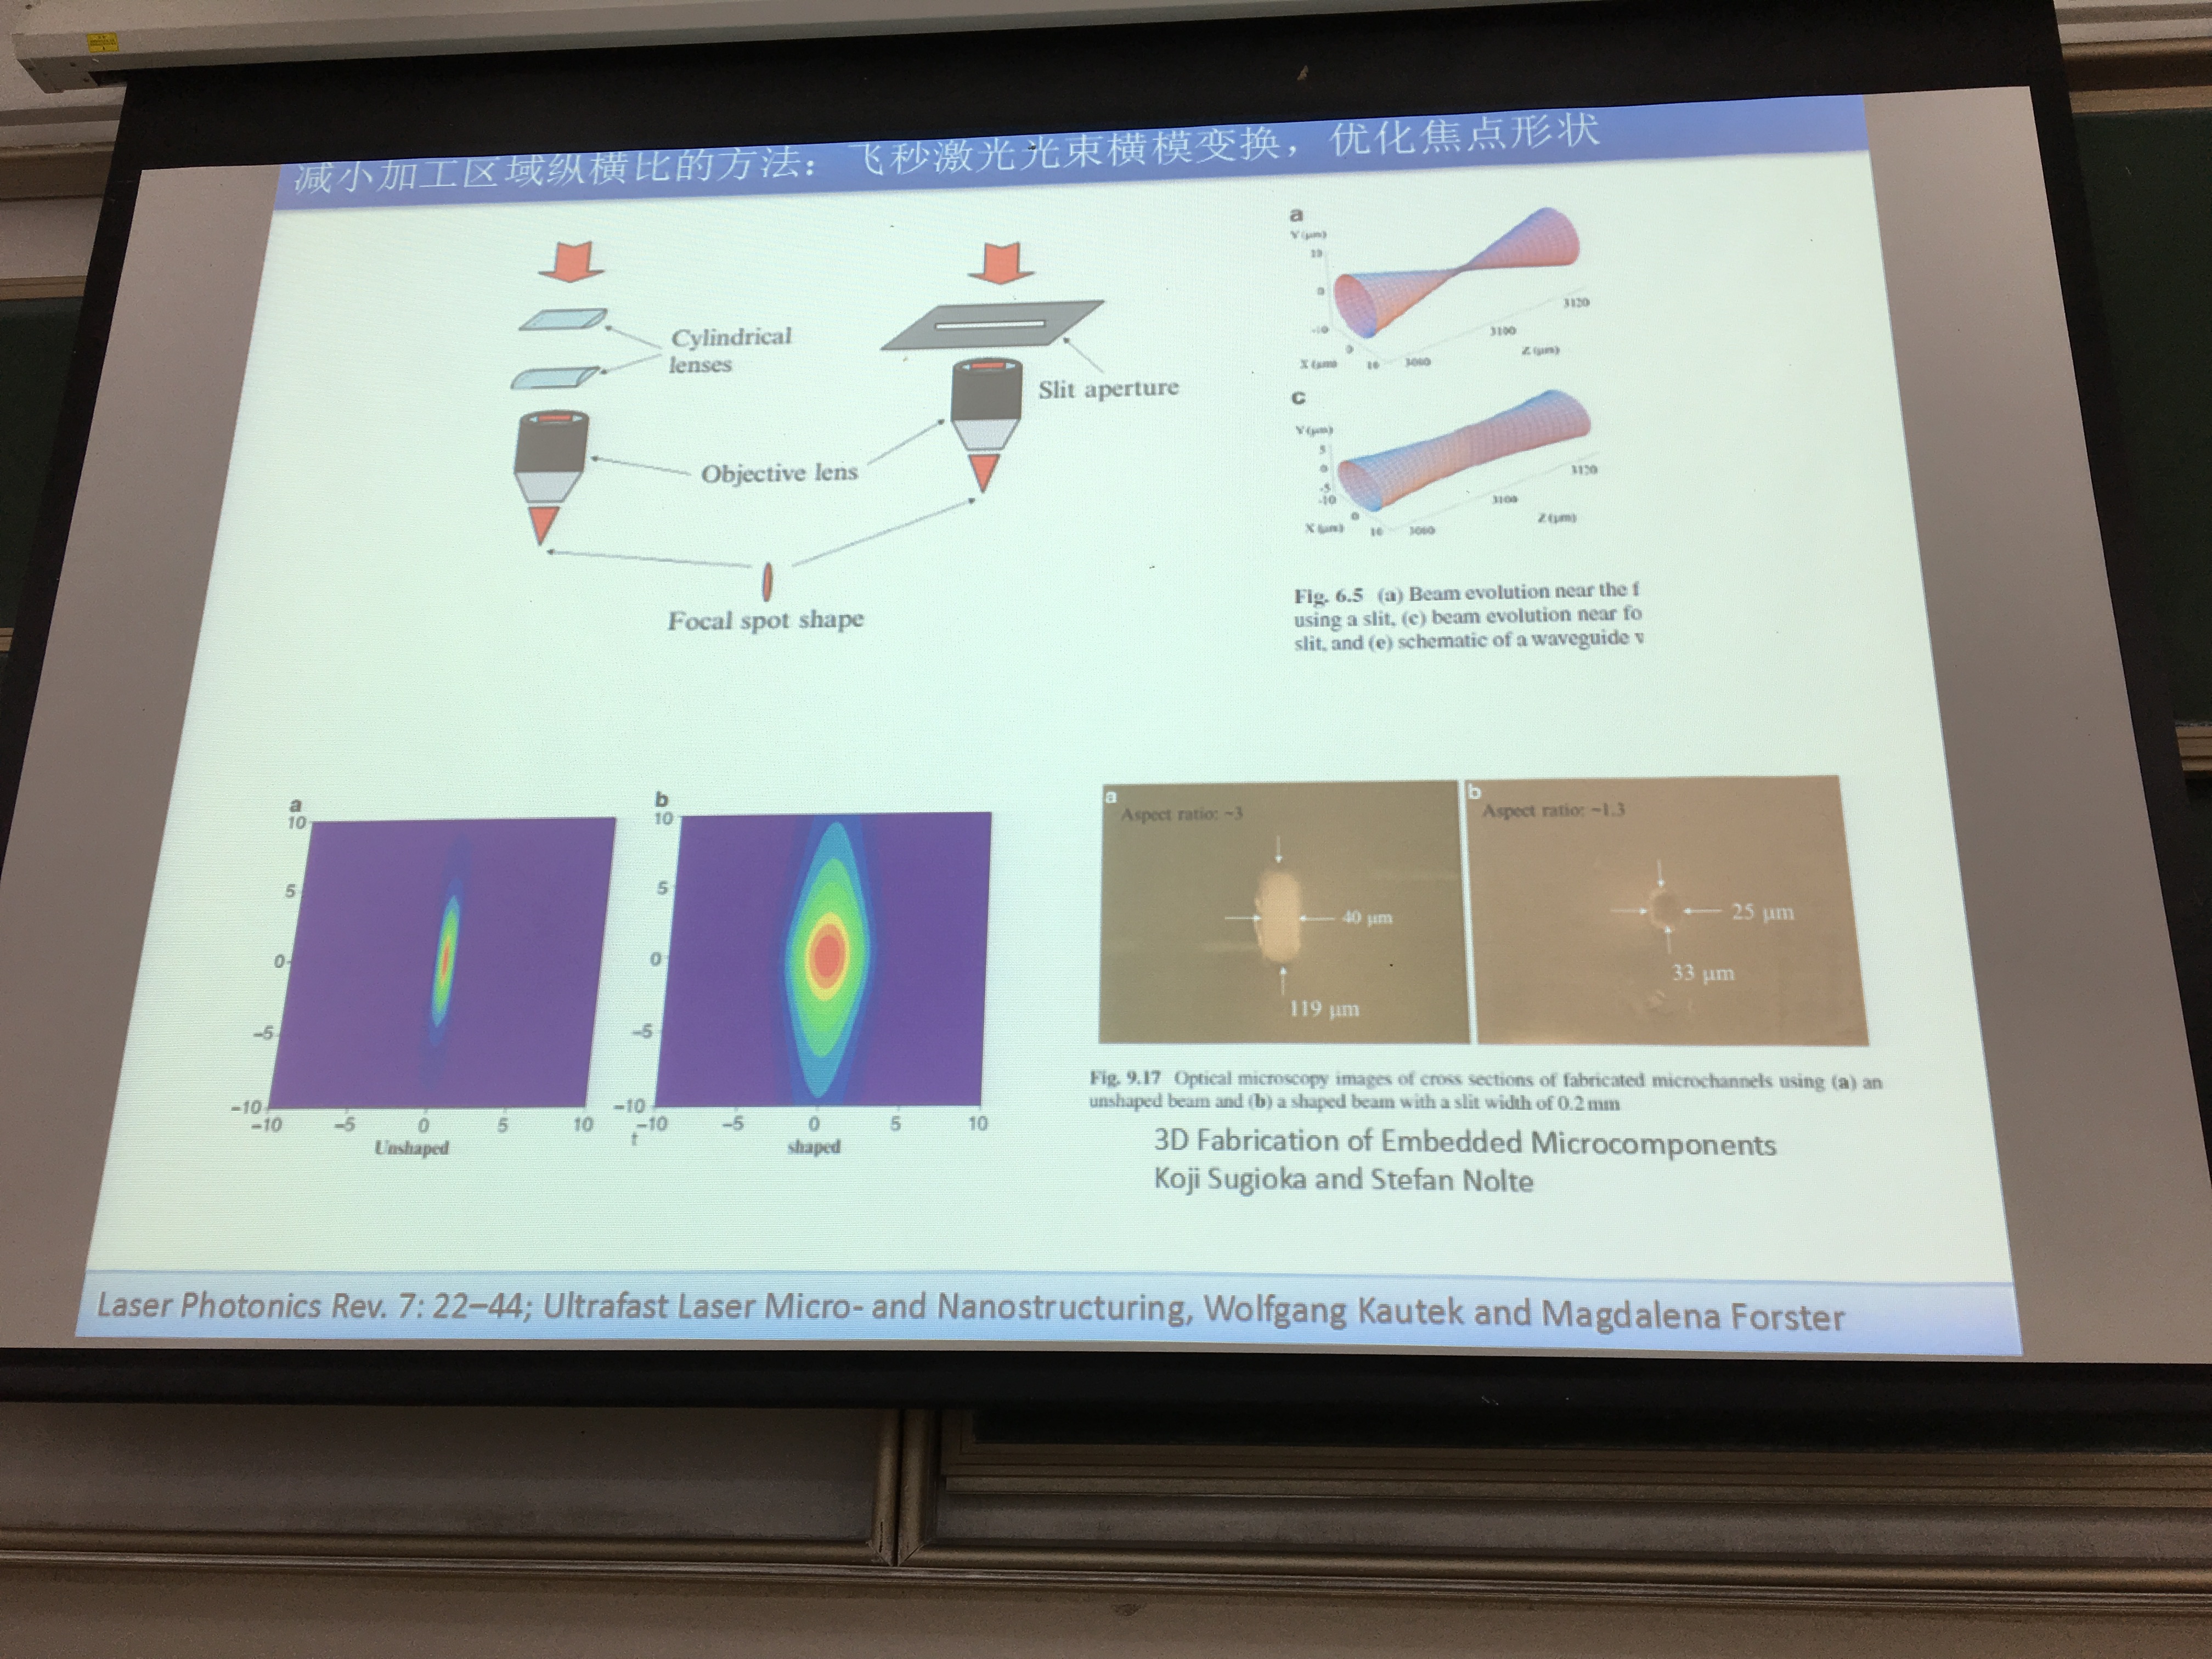 减小加工区域纵横比的方法：飞秒激光光束横模变换，优化焦点形状
Cylindrical
lenses
Slit aperture
Objective lens
Focal spot shape
a
Y (μm)
10
0
-10
X (μm)
0
10
3080
3100
3120
Z (μm)
c
Y (μm)
5
0
-5
-10
X (μm)
0
10
3080
3100
3120
Z (μm)
Fig. 6.5 (a) Beam evolution near the f
using a slit, (c) beam evolution near fo
slit, and (e) schematic of a waveguide v
a
10
5
0
-5
-10
-10 -5 0 5 10
Unshaped
b
10
5
0
-5
-10
-10 -5 0 5 10
t
shaped
a
Aspect ratio: ~3
40 μm
119 μm
b
Aspect ratio: ~1.3
25 μm
33 μm
Fig. 9.17 Optical microscopy images of cross sections of fabricated microchannels using (a) an
unshaped beam and (b) a shaped beam with a slit width of 0.2 mm
3D Fabrication of Embedded Microcomponents
Koji Sugioka and Stefan Nolte
Laser Photonics Rev. 7: 22–44; Ultrafast Laser Micro- and Nanostructuring, Wolfgang Kautek and Magdalena Forster